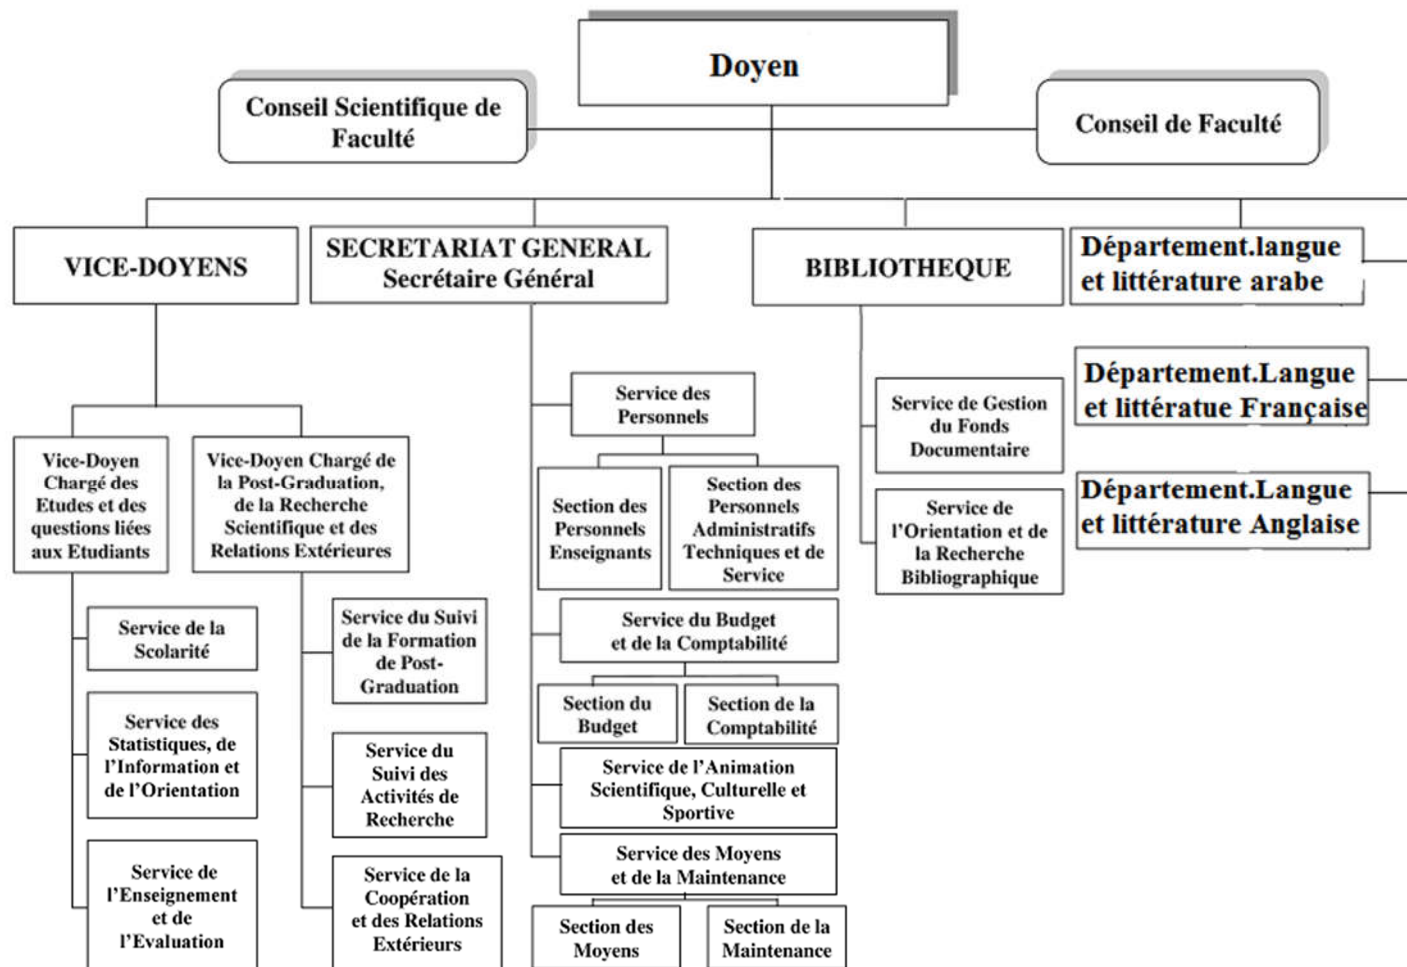 Doyen
Conseil Scientifique de
Faculté
Conseil de Faculté
VICE-DOYENS
SECRETARIAT GENERAL
Secrétaire Général
BIBLIOTHEQUE
Département.langue
et littérature arabe
Département.Langue
et littératue Française
Département.Langue
et littérature Anglaise
Vice-Doyen
Chargé des
Etudes et des
questions liées
aux Etudiants
Vice-Doyen Chargé de
la Post-Graduation,
de la Recherche
Scientifique et des
Relations Extérieures
Service de la
Scolarité
Service des
Statistiques, de
l'Information et
de l'Orientation
Service de
l'Enseignement
et de
l'Evaluation
Service du Suivi
de la Formation
de Post-
Graduation
Service du
Suivi des
Activités de
Recherche
Service de la
Coopération
et des Relations
Extérieurs
Service des
Personnels
Section des
Personnels
Enseignants
Section des
Personnels
Administratifs
Techniques et de
Service
Service du Budget
et de la Comptabilité
Section du
Budget
Section de la
Comptabilité
Service de l'Animation
Scientifique, Culturelle et
Sportive
Service des Moyens
et de la Maintenance
Section des
Moyens
Section de la
Maintenance
Service de Gestion
du Fonds
Documentaire
Service de
l'Orientation et de
la Recherche
Bibliographique